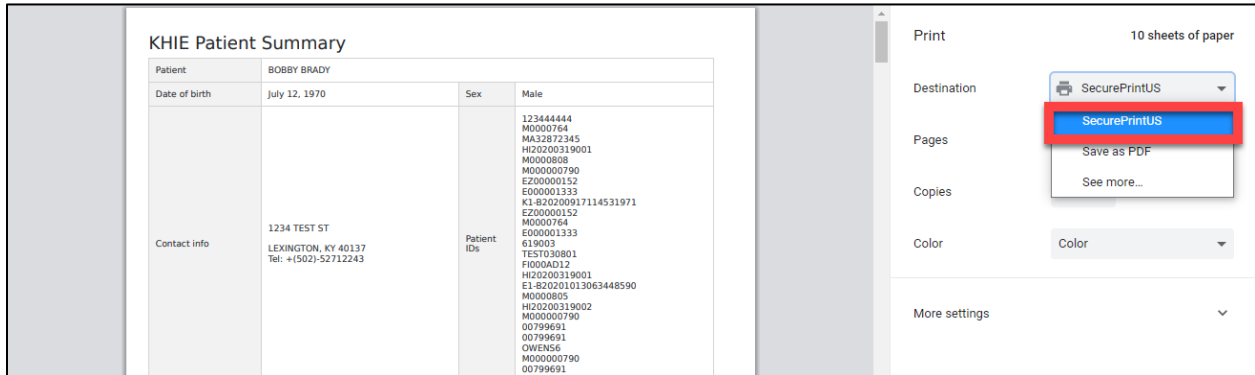 KHIE Patient Summary
Patient BOBBY BRADY
Date of birth July 12, 1970 Sex Male
Contact info
1234 TEST ST
LEXINGTON, KY 40137
Tel: +(502)-52712243
Patient
IDs
123444444
M0000764
MA32872345
HI20200319001
M0000808
M000000790
EZ00000152
E000001333
K1-B20200917114531971
EZ00000152
M0000764
E000001333
619003
TEST030801
FI000AD12
HI20200319001
E1-B20201013063448590
M0000805
HI20200319002
M000000790
00799691
00799691
OWENS6
M000000790
00799691
Print 10 sheets of paper
Destination SecurePrintUS
SecurePrintUS
Save as PDF
See more...
Pages
Copies
Color Color
More settings